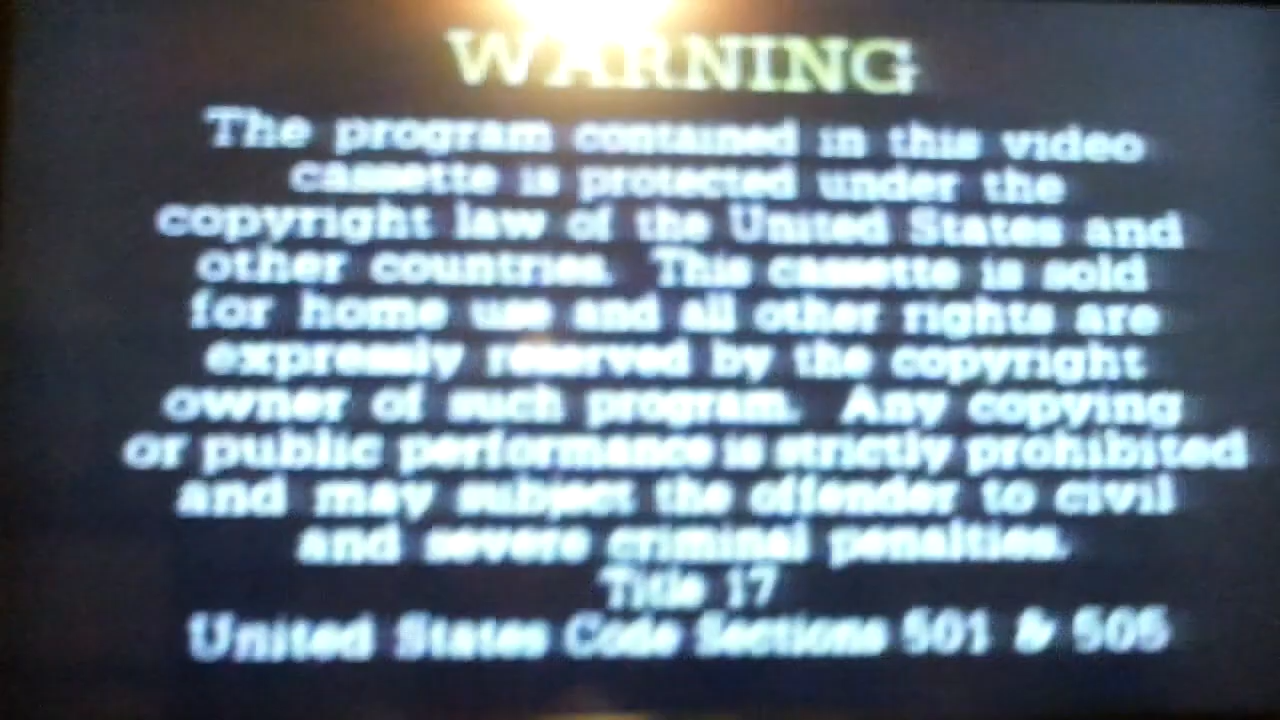 WARNING
The program contained in this video
cassette is protected under the
copyright law of the United States and
other countries. This cassette is sold
for home use and all other rights are
expressly reserved by the copyright
owner of such program. Any copying
or public performance is strictly prohibited
and may subject the offender to civil
and severe criminal penalties.
Title 17
United States Code Sections 501 & 505